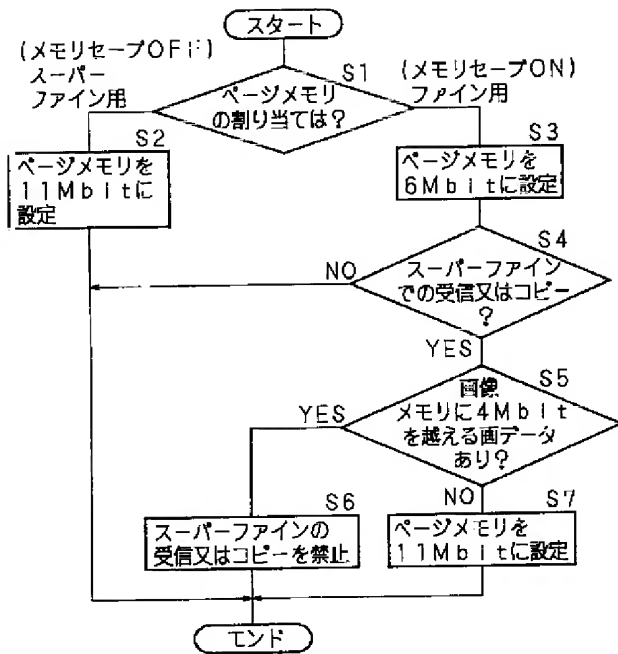 スタート
(メモリセーブOFF)
スーパー
ファイン用
S1
ページメモリ
の割り当ては?
(メモリセーブON)
ファイン用
S2
ページメモリを
11Mbitに
設定
S3
ページメモリを
6Mbitに設定
S4
スーパーファイン
での受信又はコピー
?
NO
YES
S5
画像
メモリに4Mbit
を越える画データ
あり?
YES
NO
S6
スーパーファインの
受信又はコピーを禁止
S7
ページメモリを
11Mbitに設定
エンド